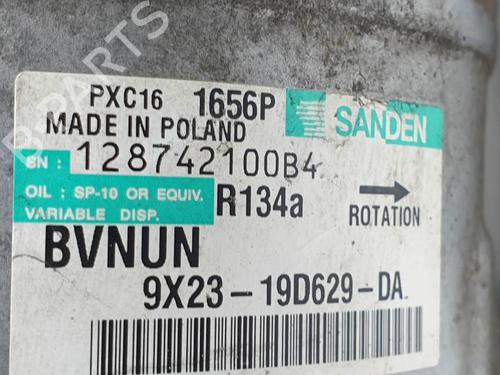 PXC16 1656P SANDEN
MADE IN POLAND
SN : 128742100B4
OIL : SP-10 OR EQUIV.
VARIABLE DISP.
R134a
ROTATION
BVNUN
9X23-19D629-DA
B-PARTS